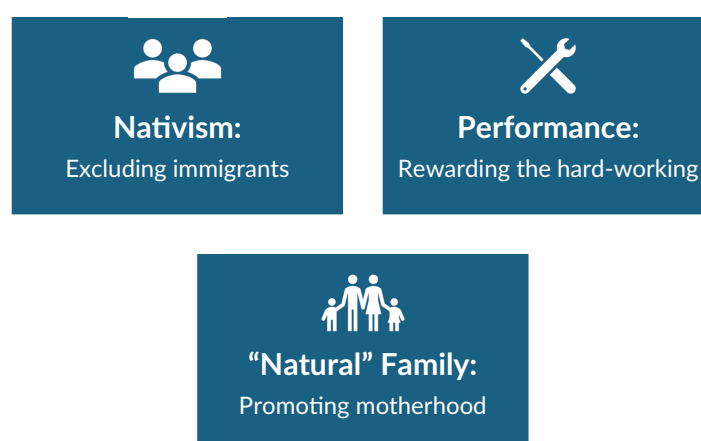 Nativism:
Excluding immigrants
Performance:
Rewarding the hard-working
“Natural” Family:
Promoting motherhood